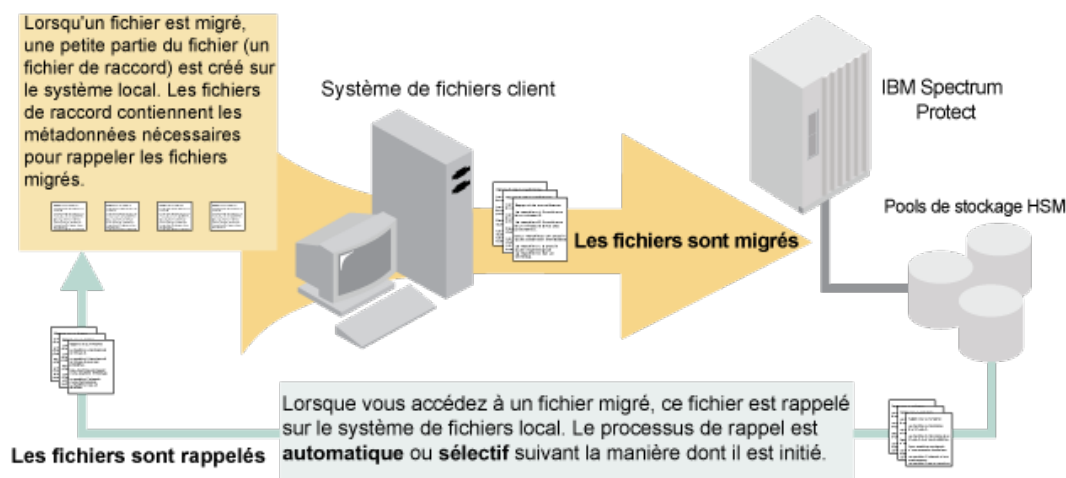 Lorsqu'un fichier est migré,
une petite partie du fichier (un
fichier de raccord) est créé sur
le système local. Les fichiers
de raccord contiennent les
métadonnées nécessaires
pour rappeler les fichiers
migrés.
Système de fichiers client
IBM Spectrum
Protect
Pools de stockage HSM
Les fichiers sont migrés
Lorsque vous accédez à un fichier migré, ce fichier est rappelé
sur le système de fichiers local. Le processus de rappel est
automatique ou sélectif suivant la manière dont il est initié.
Les fichiers sont rappelés